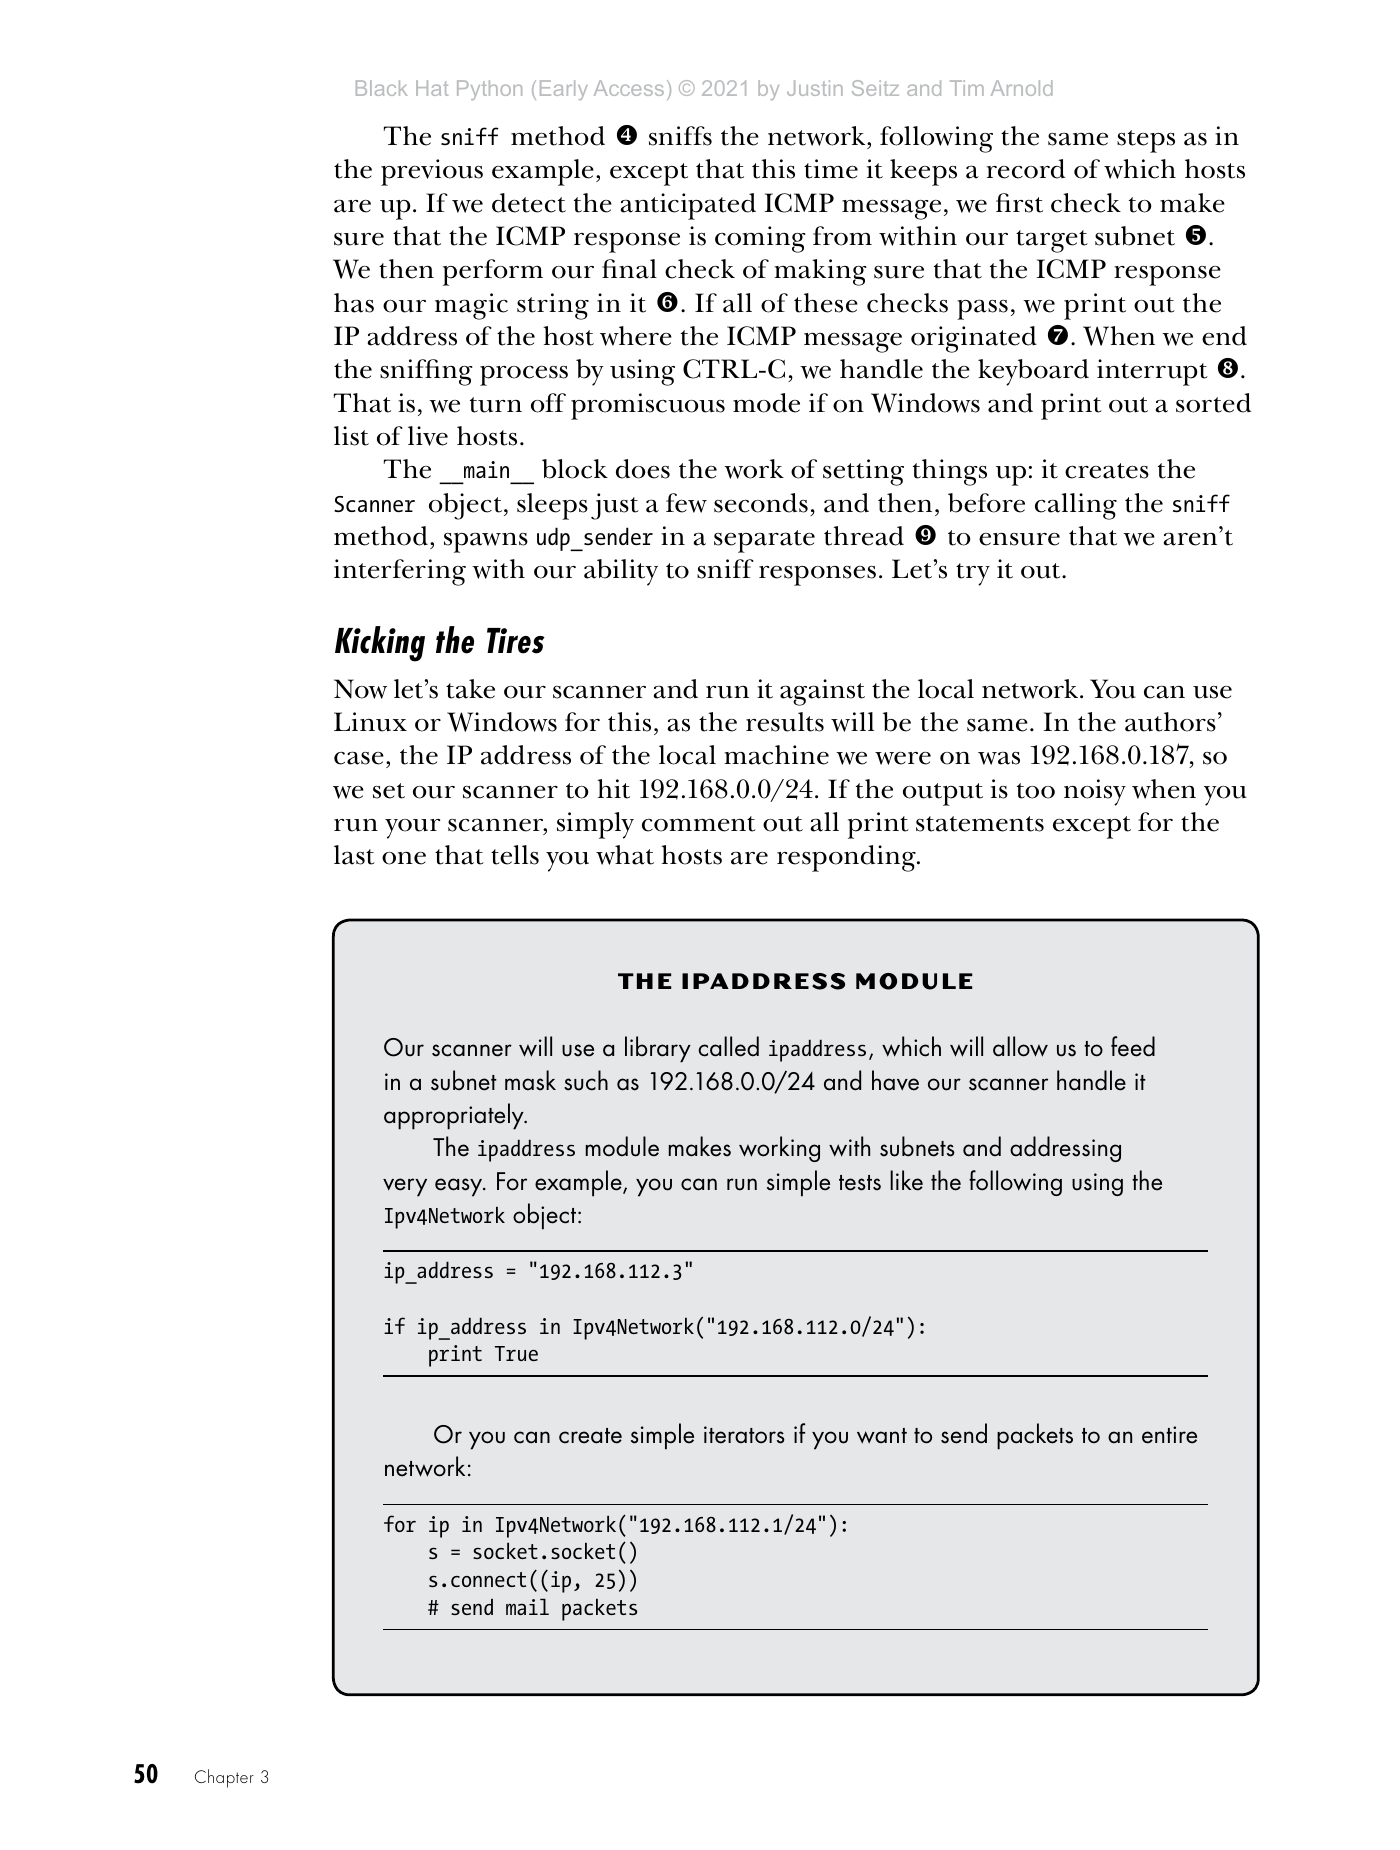 Black Hat Python (Early Access) © 2021 by Justin Seitz and Tim Arnold
The sniff method ❹ sniffs the network, following the same steps as in
the previous example, except that this time it keeps a record of which hosts
are up. If we detect the anticipated ICMP message, we first check to make
sure that the ICMP response is coming from within our target subnet ❺.
We then perform our final check of making sure that the ICMP response
has our magic string in it ❻. If all of these checks pass, we print out the
IP address of the host where the ICMP message originated ❼. When we end
the sniffing process by using CTRL-C, we handle the keyboard interrupt ❽.
That is, we turn off promiscuous mode if on Windows and print out a sorted
list of live hosts.
The __main__ block does the work of setting things up: it creates the
Scanner object, sleeps just a few seconds, and then, before calling the sniff
method, spawns udp_sender in a separate thread ❾ to ensure that we aren’t
interfering with our ability to sniff responses. Let’s try it out.
Kicking the Tires
Now let’s take our scanner and run it against the local network. You can use
Linux or Windows for this, as the results will be the same. In the authors’
case, the IP address of the local machine we were on was 192.168.0.187, so
we set our scanner to hit 192.168.0.0/24. If the output is too noisy when you
run your scanner, simply comment out all print statements except for the
last one that tells you what hosts are responding.
THE IPADDRESS MODULE
Our scanner will use a library called ipaddress, which will allow us to feed
in a subnet mask such as 192.168.0.0/24 and have our scanner handle it
appropriately.
The ipaddress module makes working with subnets and addressing
very easy. For example, you can run simple tests like the following using the
Ipv4Network object:
ip_address = "192.168.112.3"
if ip_address in Ipv4Network("192.168.112.0/24"):
    print True
Or you can create simple iterators if you want to send packets to an entire
network:
for ip in Ipv4Network("192.168.112.1/24"):
    s = socket.socket()
    s.connect((ip, 25))
    # send mail packets
50 Chapter 3